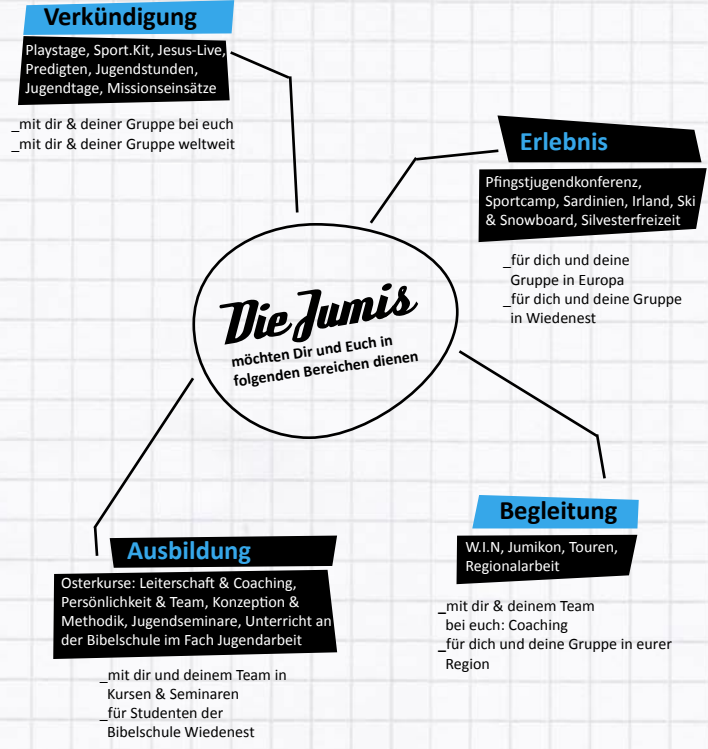 Verkündigung
Playstage, Sport.Kit, Jesus-Live,
Predigten, Jugendstunden,
Jugendtage, Missionseinsätze
_mit dir & deiner Gruppe bei euch
_mit dir & deiner Gruppe weltweit
Erlebnis
Pfingstjugendkonferenz,
Sportcamp, Sardinien, Irland, Ski
& Snowboard, Silvesterfreizeit
_für dich und deine
Gruppe in Europa
_für dich und deine Gruppe
in Wiedenest
Die Jumis
möchten Dir und Euch in
folgenden Bereichen dienen
Ausbildung
Osterkurse: Leiterschaft & Coaching,
Persönlichkeit & Team, Konzeption &
Methodik, Jugendseminare, Unterricht an
der Bibelschule im Fach Jugendarbeit
_mit dir und deinem Team in
Kursen & Seminaren
_für Studenten der
Bibelschule Wiedenest
Begleitung
W.I.N, Jumikon, Touren,
Regionalarbeit
_mit dir & deinem Team
bei euch: Coaching
_für dich und deine Gruppe in eurer
Region